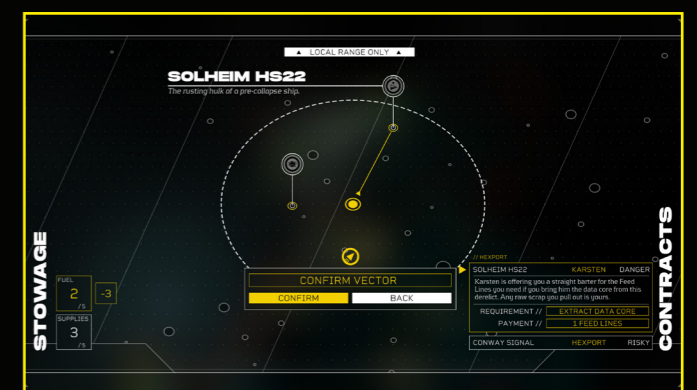 ▲ LOCAL RANGE ONLY ▲
SOLHEIM HS22
The rusting hulk of a pre-collapse ship.
STOWAGE
FUEL
2
/5
-3
SUPPLIES
3
/5
CONFIRM VECTOR
CONFIRM
BACK
CONTRACTS
// HEXPORT
SOLHEIM HS22 KARSTEN DANGER
Karsten is offering you a straight barter for the Feed
Lines you need if you bring him the data core from this
derelict. Any raw scrap you pull out is yours.
REQUIREMENT // EXTRACT DATA CORE
PAYMENT // 1 FEED LINES
CONWAY SIGNAL HEXPORT RISKY